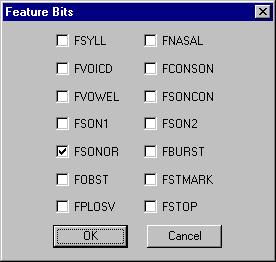 Feature Bits
FSYLL FNASAL
FVOICD FCONSON
FVOWEL FSONCON
FSON1 FSON2
FSONOR FBURST
FOBST FSTMARK
FPLOSV FSTOP
OK Cancel